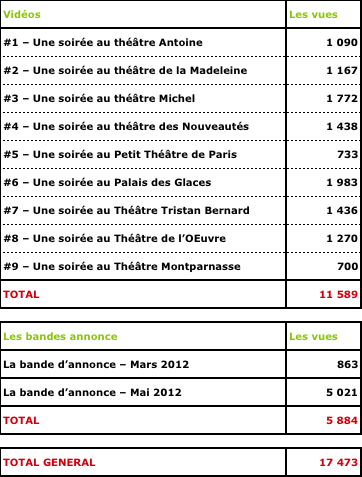 Vidéos Les vues
#1 – Une soirée au théâtre Antoine 1 090
#2 – Une soirée au théâtre de la Madeleine 1 167
#3 – Une soirée au théâtre Michel 1 772
#4 – Une soirée au théâtre des Nouveautés 1 438
#5 – Une soirée au Petit Théâtre de Paris 733
#6 – Une soirée au Palais des Glaces 1 983
#7 – Une soirée au Théâtre Tristan Bernard 1 436
#8 – Une soirée au Théâtre de l’OEuvre 1 270
#9 – Une soirée au Théâtre Montparnasse 700
TOTAL 11 589
Les bandes annonce Les vues
La bande d’annonce – Mars 2012 863
La bande d’annonce – Mai 2012 5 021
TOTAL 5 884
TOTAL GENERAL 17 473